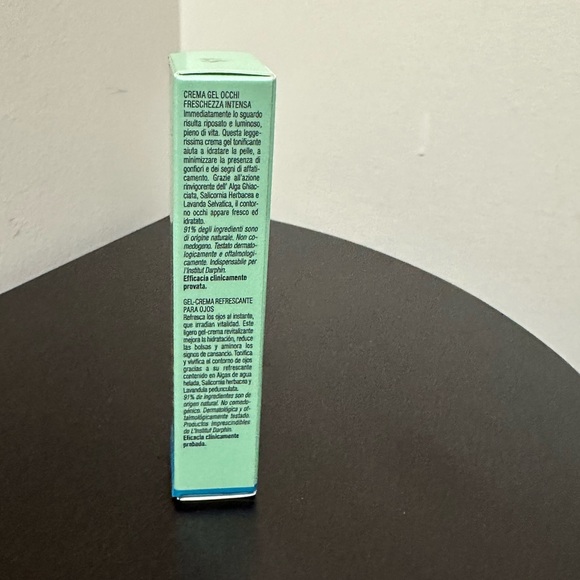 CREMA GEL OCCHI
FRESCHEZZA INTENSA
Immediatamente lo sguardo
risulta riposato e luminoso,
pieno di vita. Questa legge-
rissima crema gel tonificante
aiuta a idratare la pelle, a
minimizzare la presenza di
gonfiori e dei segni di affati-
camento. Grazie all'azione
rinvigorente dell' Alga Ghiac-
ciata, Salicornia Herbacea e
Lavanda Selvatica, il contor-
no occhi appare fresco ed
idratato.
91% degli ingredienti sono
di origine naturale. Non co-
medogeno. Testato dermato-
logicamente e oftalmologi-
camente. Indispensabile per
l'Institut Darphin.
Efficacia clinicamente
provata.
GEL-CREMA REFRESCANTE
PARA OJOS
Refresca los ojos al instante,
que irradian vitalidad. Este
ligero gel-crema revitalizante
mejora la hidratación, reduce
las bolsas y aminora los
signos de cansancio. Tonifica
y vivifica el contorno de ojos
gracias a su refrescante
contenido en Algas de agua
helada, Salicornia herbacea y
Lavandula pedunculata.
91% de ingredientes son de
origen natural. No comedo-
génico. Dermatológica y of-
talmológicamente testado.
Productos imprescindibles
de L'Institut Darphin.
Eficacia clínicamente
probada.